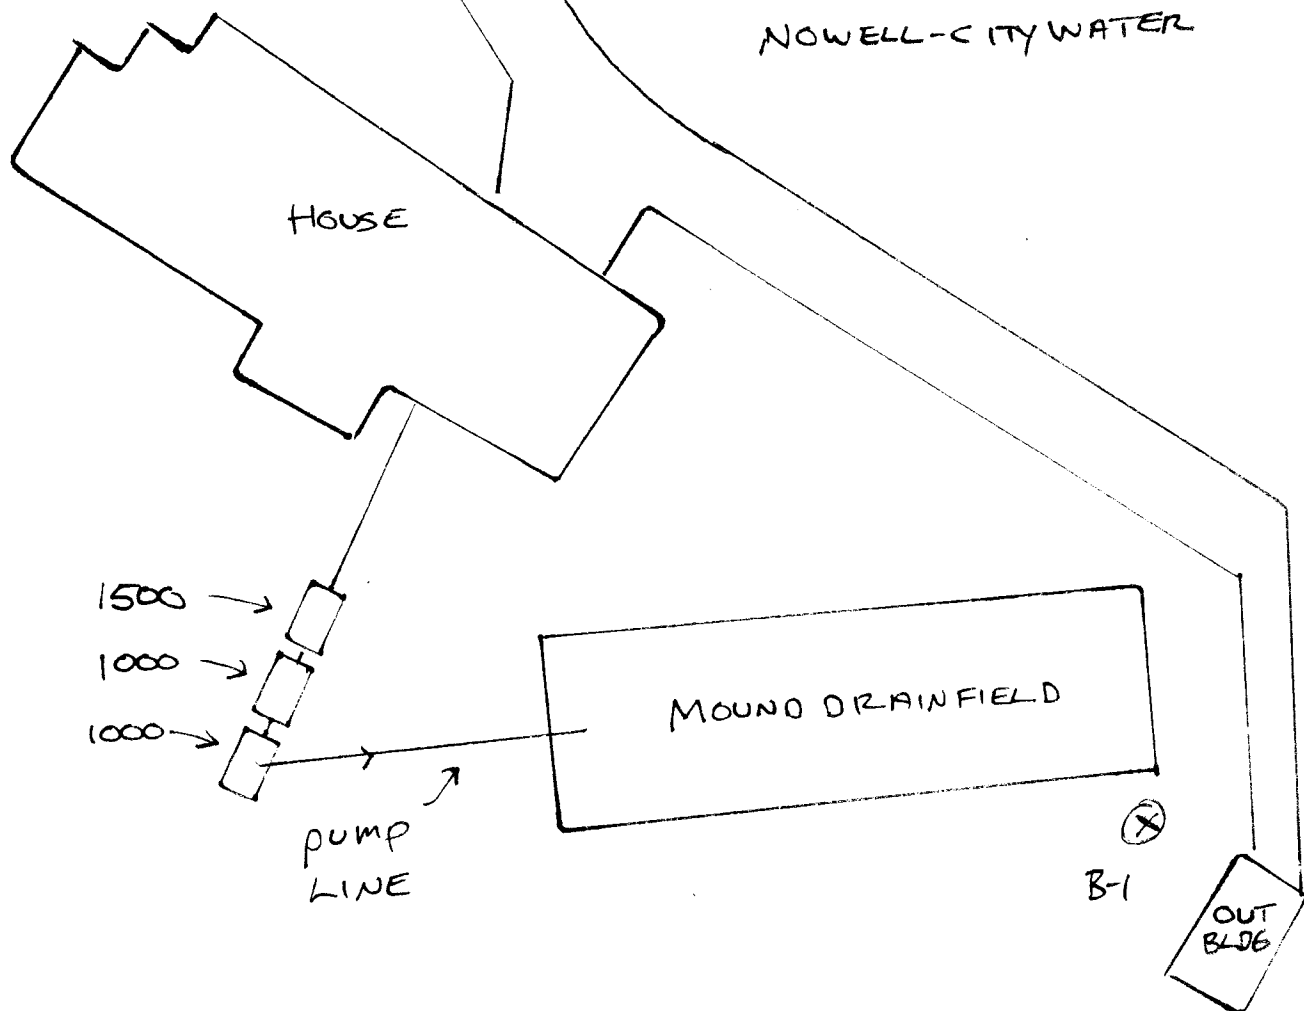 NOWELL-CITY WATER
HOUSE
1500
1000
1000
MOUND DRAINFIELD
pump
LINE
B-1
OUT
BLDG